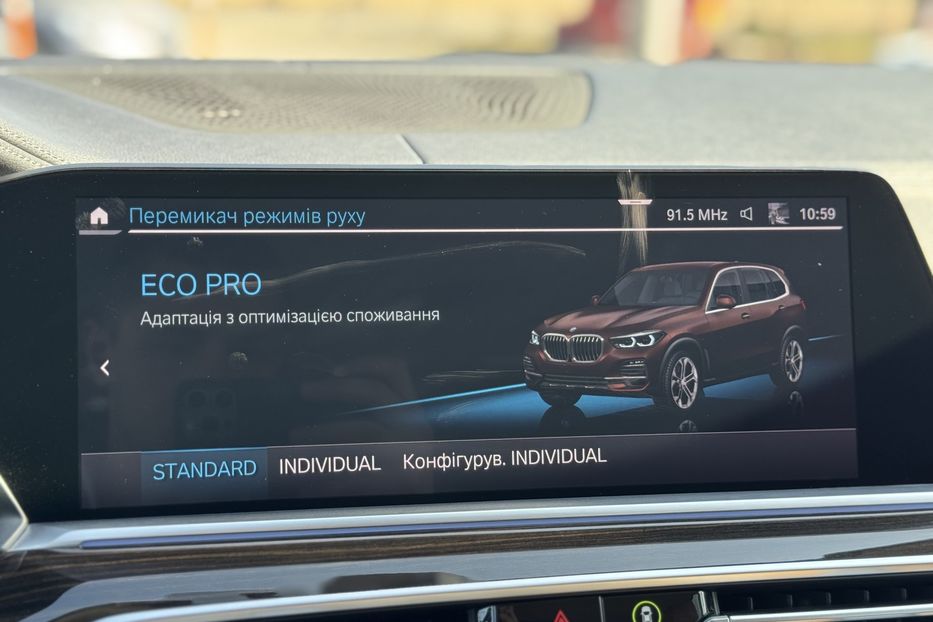 Перемикач режимів руху 91.5 MHz 10:59
ECO PRO
Адаптація з оптимізацією споживання
STANDARD INDIVIDUAL Конфігурув. INDIVIDUAL